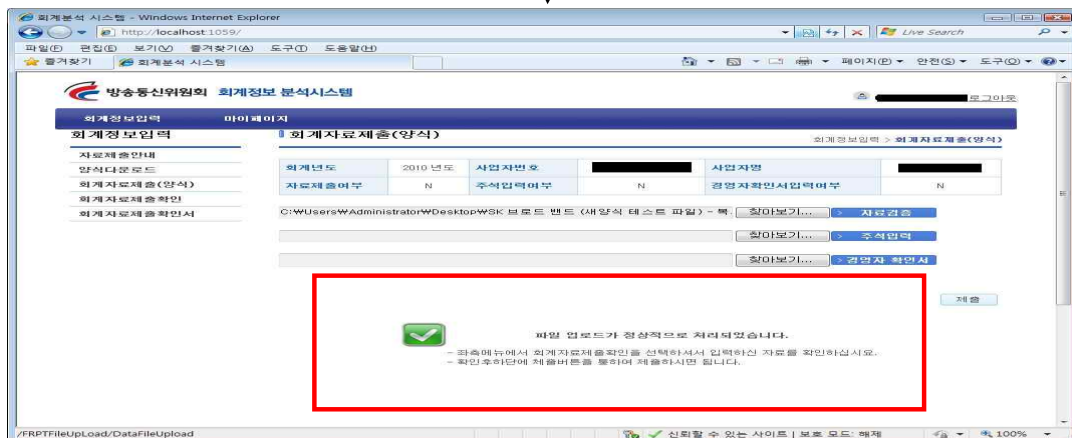 회계분석 시스템 - Windows Internet Explorer
http://localhost:1059/
Live Search
파일(F) 편집(E) 보기(V) 즐겨찾기(A) 도구(T) 도움말(H)
즐겨찾기 회계분석 시스템 페이지(P) 안전(S) 도구(O)
방송통신위원회 회계정보 분석시스템
로그아웃
회계정보입력 마이페이지
회계정보입력
자료제출안내
양식다운로드
회계자료제출(양식)
회계자료제출확인
회계자료제출확인서
회계자료제출(양식)
회계정보입력 > 회계자료제출(양식)
회계년도 2010 년도 사업자번호 사업자명
자료제출여부 N 주석입력여부 N 경영자확인서입력여부 N
C:₩Users₩Administrator₩Desktop₩SK 브로드 밴드 (새양식 테스트 파일) - 복. 찾아보기... > 자료검증
찾아보기... > 주석입력
찾아보기... > 경영자 확인서
제출
파일 업로드가 정상적으로 처리되었습니다.
- 좌측메뉴에서 회계자료제출확인을 선택하셔서 입력하신 자료를 확인하십시요.
- 확인후하단에 제출버튼을 통하여 제출하시면 됩니다.
/FRPTFileUpLoad/DataFileUpload 신뢰할 수 있는 사이트 | 보호 모드: 해제 100%